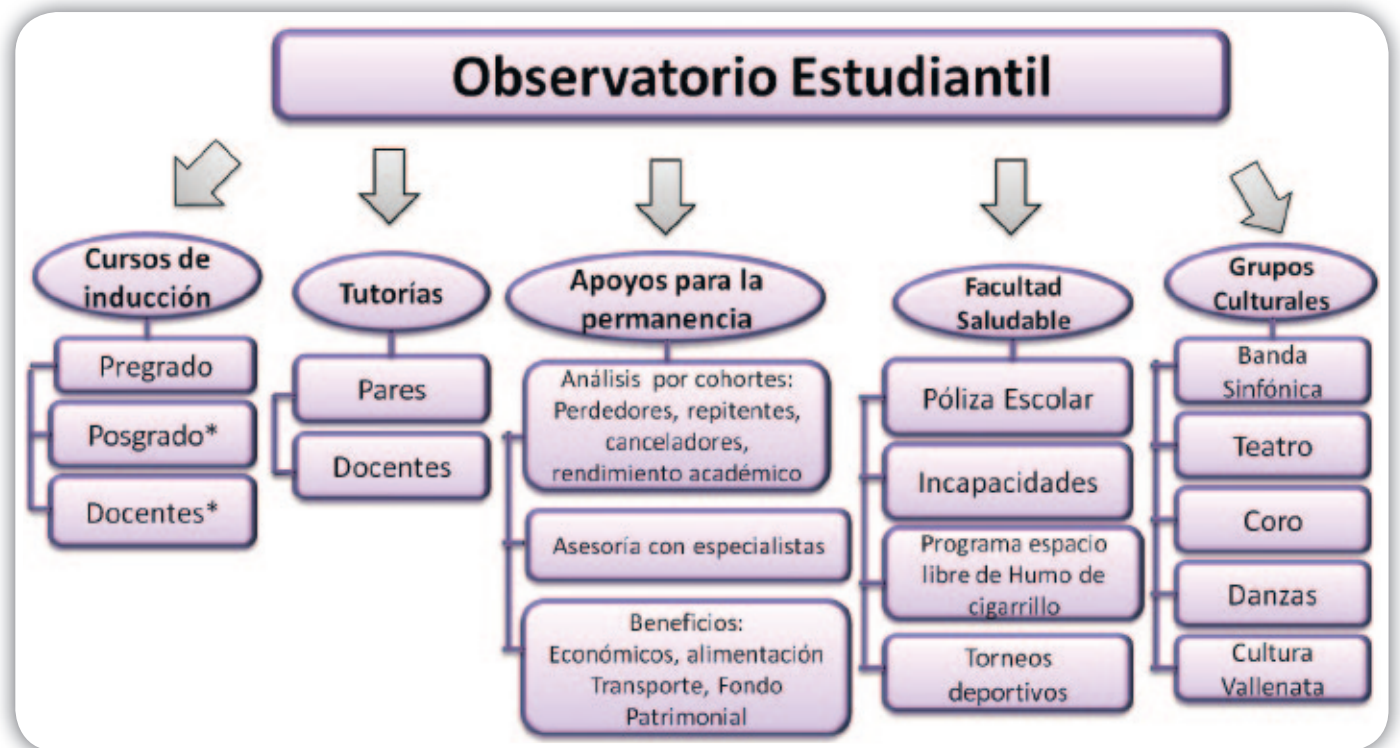 Observatorio Estudiantil
Cursos de
inducción
Pregrado
Posgrado*
Docentes*
Tutorías
Pares
Docentes
Apoyos para la
permanencia
Análisis por cohortes:
Perdedores, repitentes,
canceladores,
rendimiento académico
Asesoría con especialistas
Beneficios:
Económicos, alimentación
Transporte, Fondo
Patrimonial
Facultad
Saludable
Póliza Escolar
Incapacidades
Programa espacio
libre de Humo de
cigarrillo
Torneos
deportivos
Grupos
Culturales
Banda
Sinfónica
Teatro
Coro
Danzas
Cultura
Vallenata